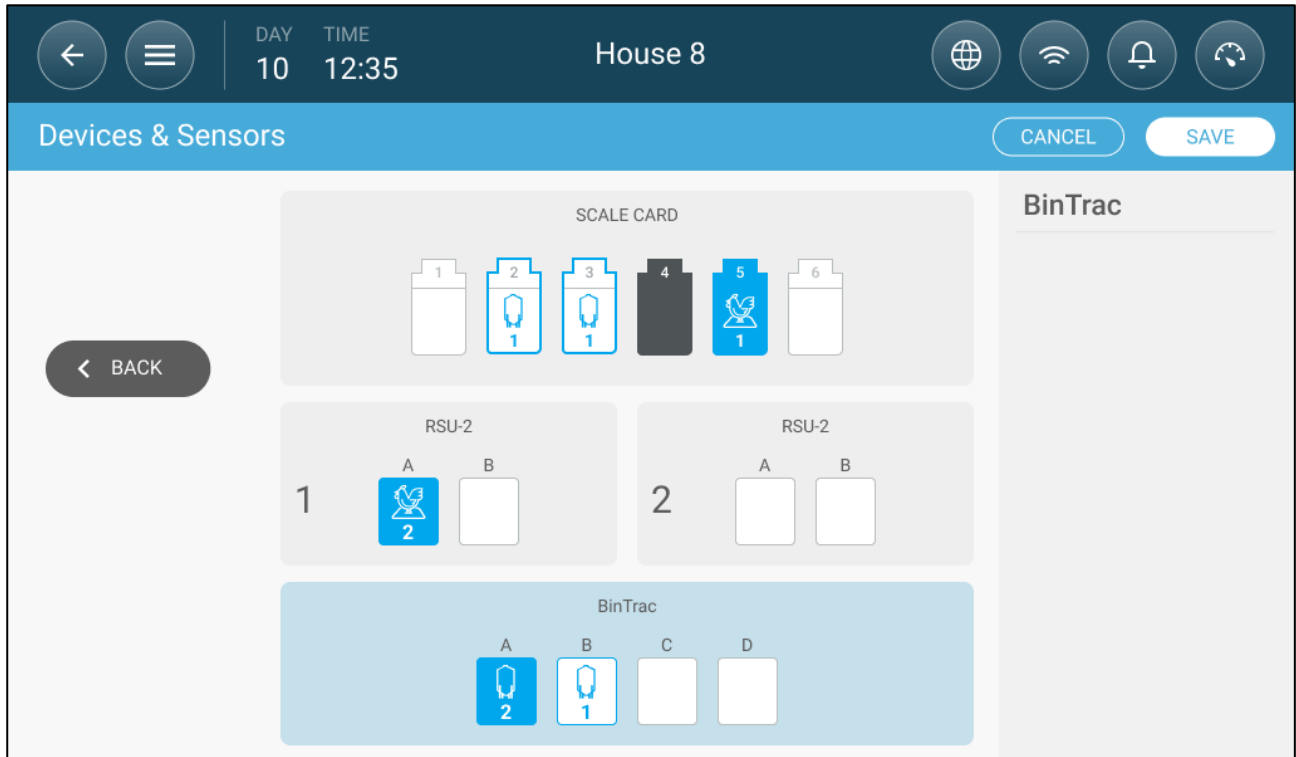 DAY TIME
10 12:35
House 8
Devices & Sensors
CANCEL
SAVE
SCALE CARD
BinTrac
1 2 3 4 5 6
1 1 1
BACK
RSU-2
RSU-2
A B
A B
1
2
2
BinTrac
A B C D
2 1